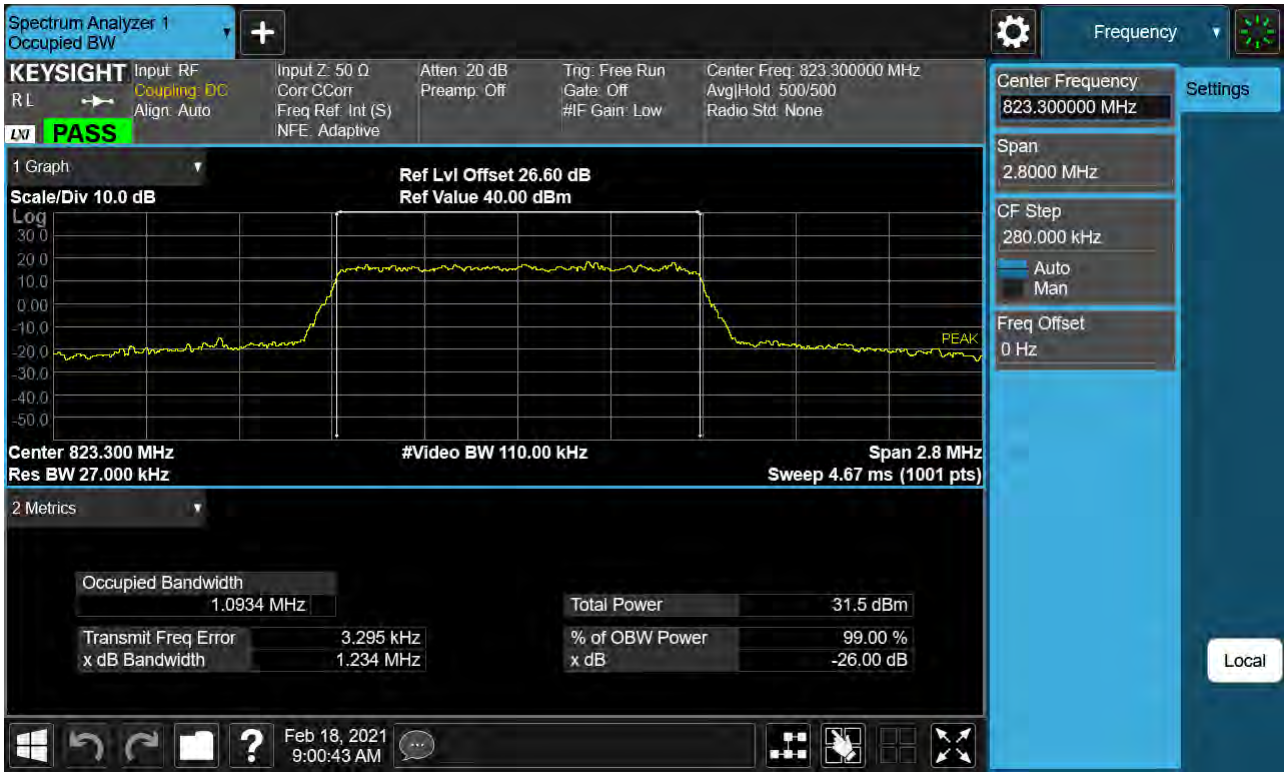 Spectrum Analyzer 1
Occupied BW
+
Frequency
KEYSIGHT
RL
LXI
PASS
Input: RF
Coupling: DC
Align: Auto
Input Z: 50 Ω
Corr CCorr
Freq Ref: Int (S)
NFE: Adaptive
Atten: 20 dB
Preamp: Off
Trig: Free Run
Gate: Off
#IF Gain: Low
Center Freq: 823.300000 MHz
Avg|Hold: 500/500
Radio Std: None
Center Frequency
823.300000 MHz
Settings
Span
2.8000 MHz
CF Step
280.000 kHz
Auto
Man
Freq Offset
0 Hz
Local
1 Graph
Scale/Div 10.0 dB
Ref Lvl Offset 26.60 dB
Ref Value 40.00 dBm
Log
30.0
20.0
10.0
0.00
-10.0
-20.0
-30.0
-40.0
-50.0
PEAK
Center 823.300 MHz
#Video BW 110.00 kHz
Span 2.8 MHz
Res BW 27.000 kHz
Sweep 4.67 ms (1001 pts)
2 Metrics
Occupied Bandwidth
1.0934 MHz
Total Power 31.5 dBm
Transmit Freq Error 3.295 kHz
% of OBW Power 99.00 %
x dB Bandwidth 1.234 MHz
x dB -26.00 dB
?
Feb 18, 2021
9:00:43 AM